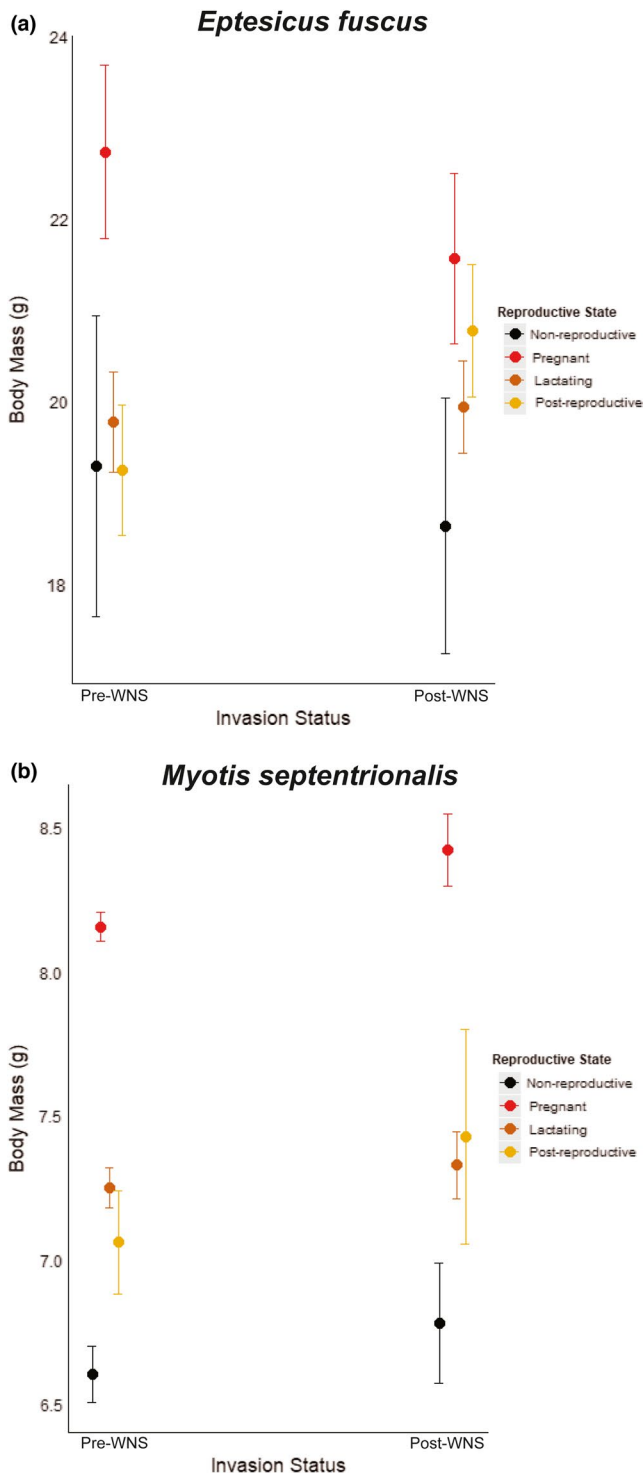 (a)
Eptesicus fuscus
24
22
20
18
Body Mass (g)
Reproductive State
Non-reproductive
Pregnant
Lactating
Post-reproductive
Pre-WNS
Post-WNS
Invasion Status
(b)
Myotis septentrionalis
8.5
8.0
7.5
7.0
6.5
Body Mass (g)
Reproductive State
Non-reproductive
Pregnant
Lactating
Post-reproductive
Pre-WNS
Post-WNS
Invasion Status